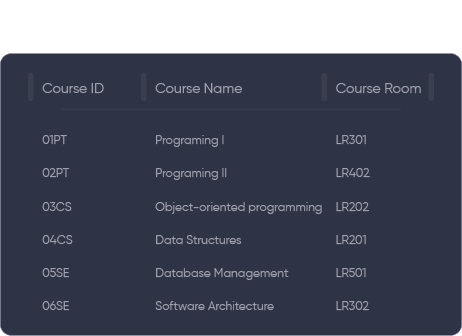 Course ID Course Name Course Room
01PT Programing I LR301
02PT Programing II LR402
03CS Object-oriented programming LR202
04CS Data Structures LR201
05SE Database Management LR501
06SE Software Architecture LR302